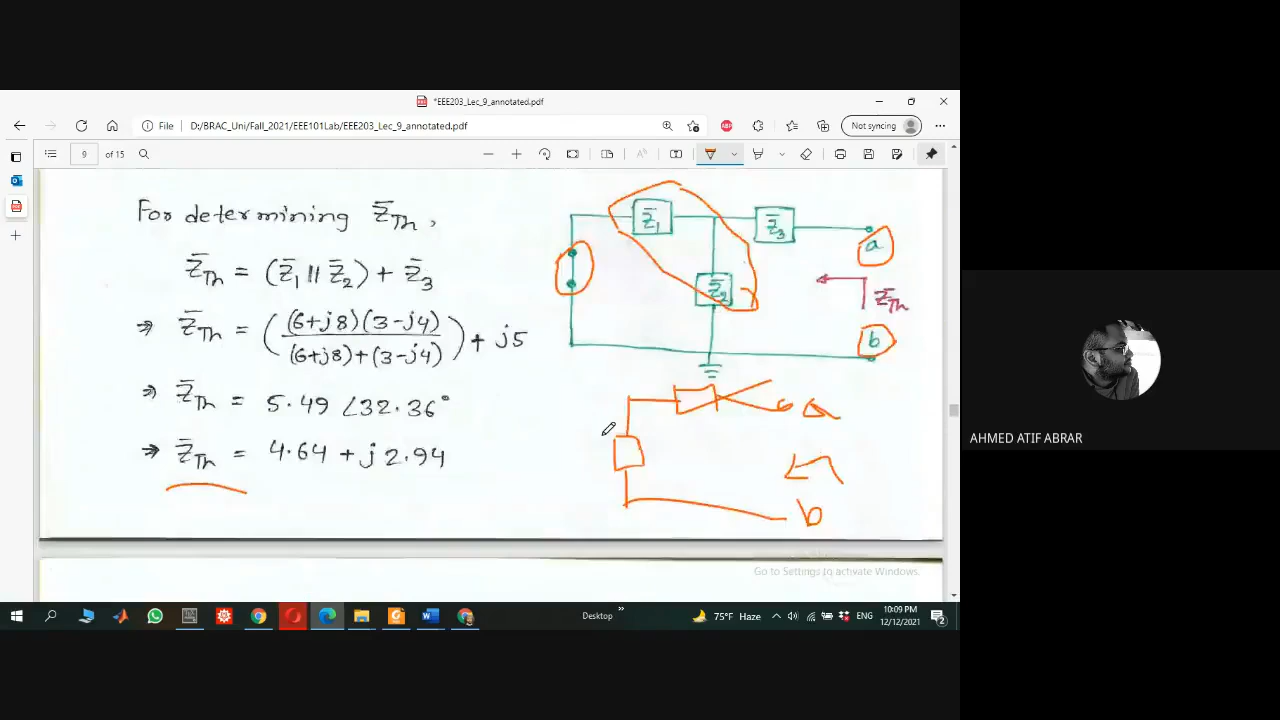 *EEE203_Lec_9_annotated.pdf
File D:/BRAC_Uni/Fall_2021/EEE101Lab/EEE203_Lec_9_annotated.pdf
Not syncing
9 of 15
For determining Z̄Th,
Z̄Th = (Z̄1 || Z̄2) + Z̄3
⇒ Z̄Th = ((6+j8)(3-j4) / (6+j8)+(3-j4)) + j5
⇒ Z̄Th = 5.49 ∠32.36°
⇒ Z̄Th = 4.64 + j2.94
Z̄1
Z̄3
a
Z̄2
Z̄Th
b
a
b
AHMED ATIF ABRAR
Go to Settings to activate Windows.
Desktop
75°F Haze
ENG
10:09 PM
12/12/2021
2